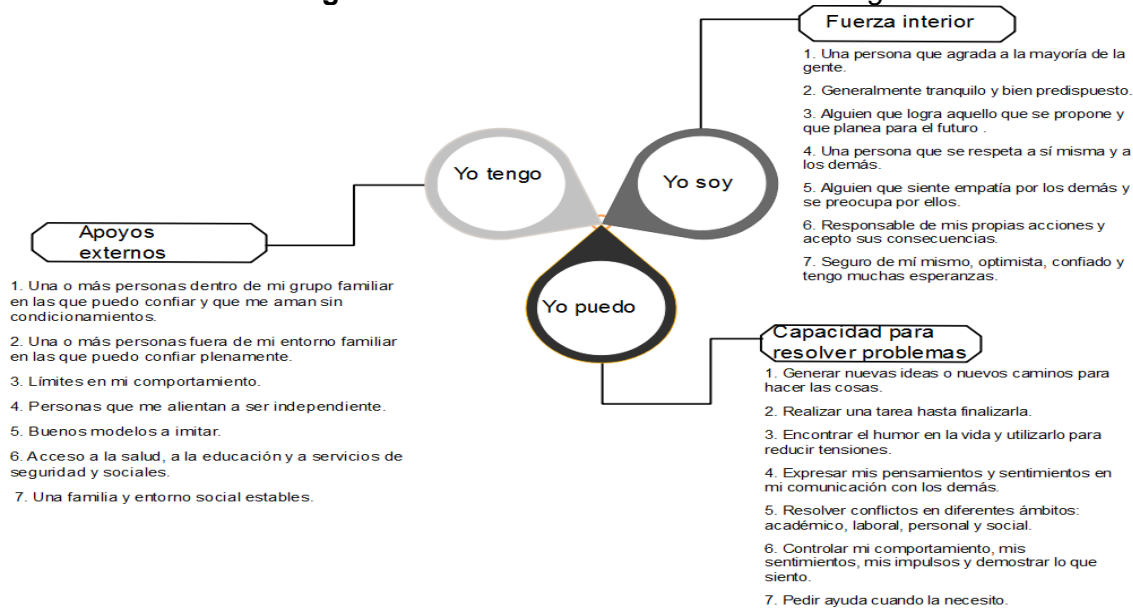 Fuerza interior
1. Una persona que agrada a la mayoría de la
gente.
2. Generalmente tranquilo y bien predispuesto.
3. Alguien que logra aquello que se propone y
que planea para el futuro .
4. Una persona que se respeta a sí misma y a
los demás.
5. Alguien que siente empatía por los demás y
se preocupa por ellos.
6. Responsable de mis propias acciones y
acepto sus consecuencias.
7. Seguro de mí mismo, optimista, confiado y
tengo muchas esperanzas.
Yo tengo
Yo soy
Yo puedo
Apoyos
externos
1. Una o más personas dentro de mi grupo familiar
en las que puedo confiar y que me aman sin
condicionamientos.
2. Una o más personas fuera de mi entorno familiar
en las que puedo confiar plenamente.
3. Límites en mi comportamiento.
4. Personas que me alientan a ser independiente.
5. Buenos modelos a imitar.
6. Acceso a la salud, a la educación y a servicios de
seguridad y sociales.
7. Una familia y entorno social estables.
Capacidad para
resolver problemas
1. Generar nuevas ideas o nuevos caminos para
hacer las cosas.
2. Realizar una tarea hasta finalizarla.
3. Encontrar el humor en la vida y utilizarlo para
reducir tensiones.
4. Expresar mis pensamientos y sentimientos en
mi comunicación con los demás.
5. Resolver conflictos en diferentes ámbitos:
académico, laboral, personal y social.
6. Controlar mi comportamiento, mis
sentimientos, mis impulsos y demostrar lo que
siento.
7. Pedir ayuda cuando la necesito.